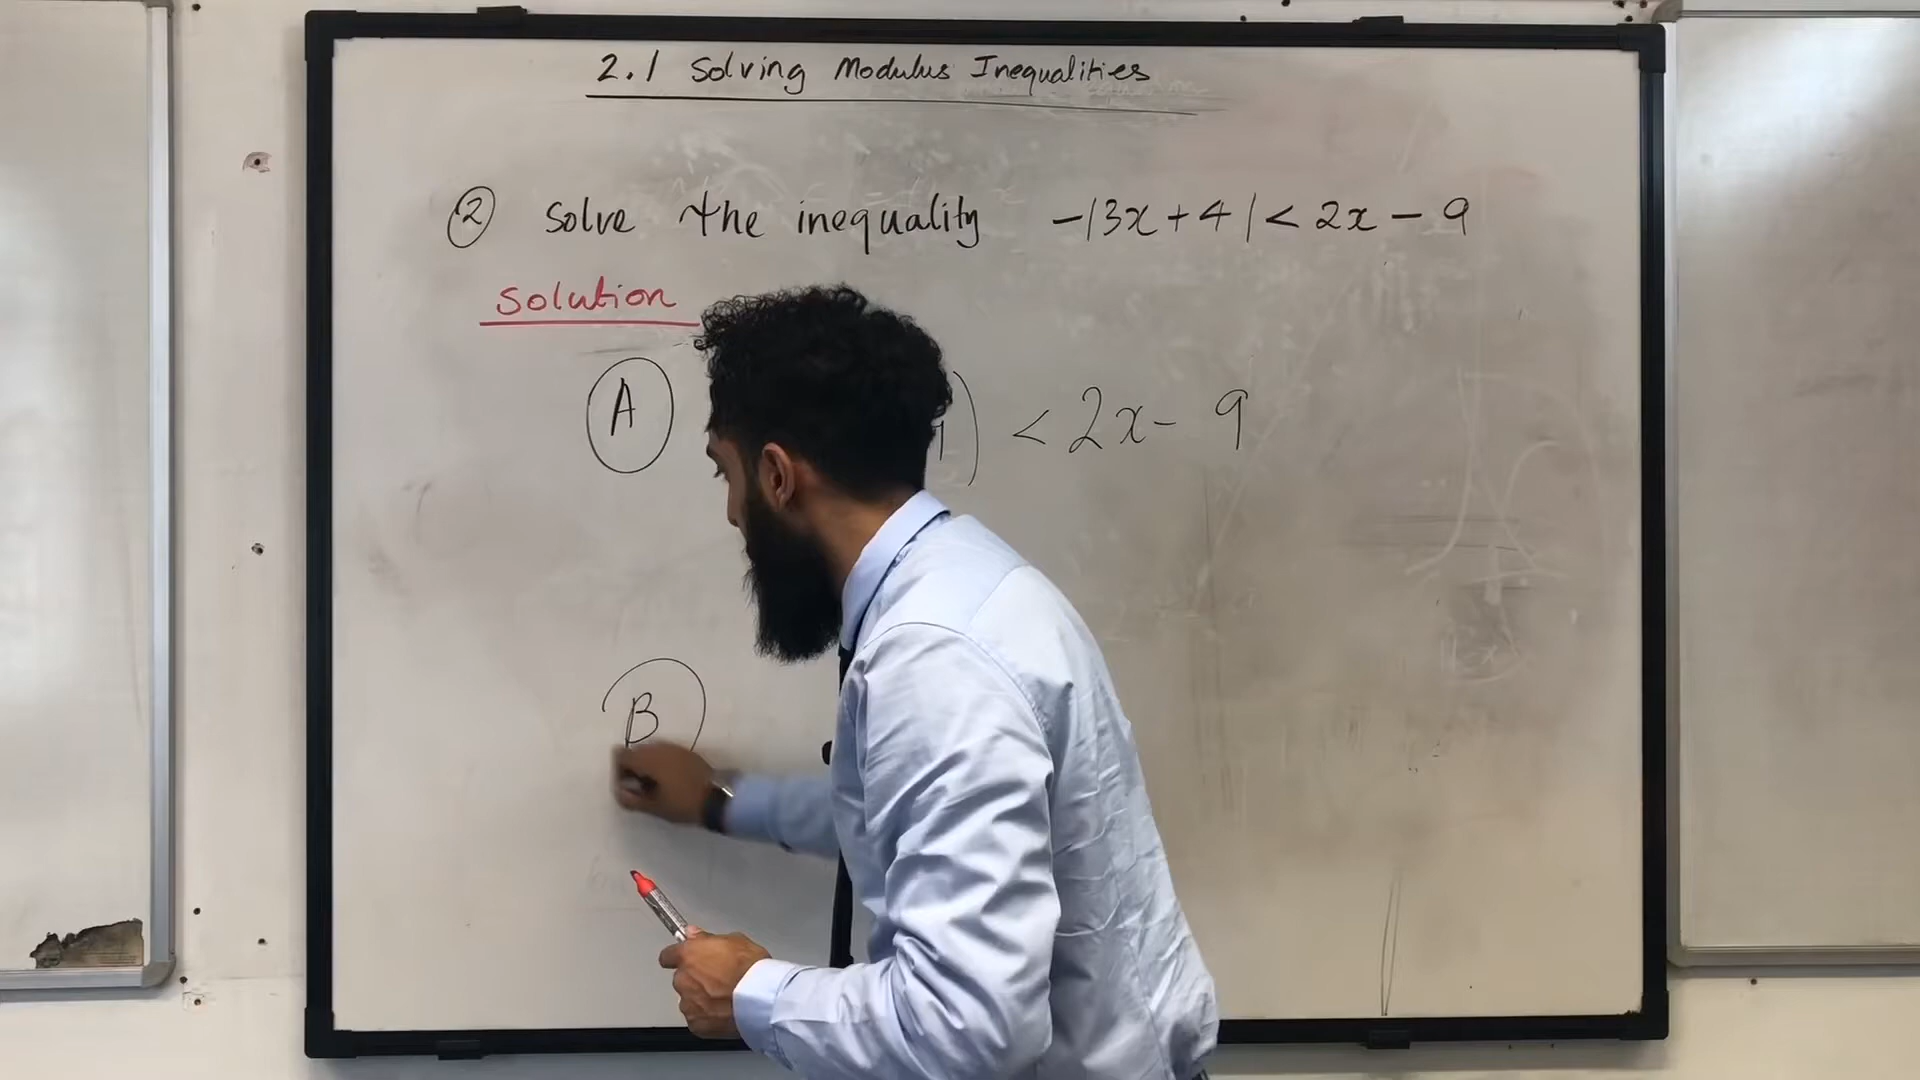 2.1 Solving Modulus Inequalities
② Solve the inequality -|3x+4|<2x-9
Solution
Ⓐ ) < 2x - 9
Ⓑ